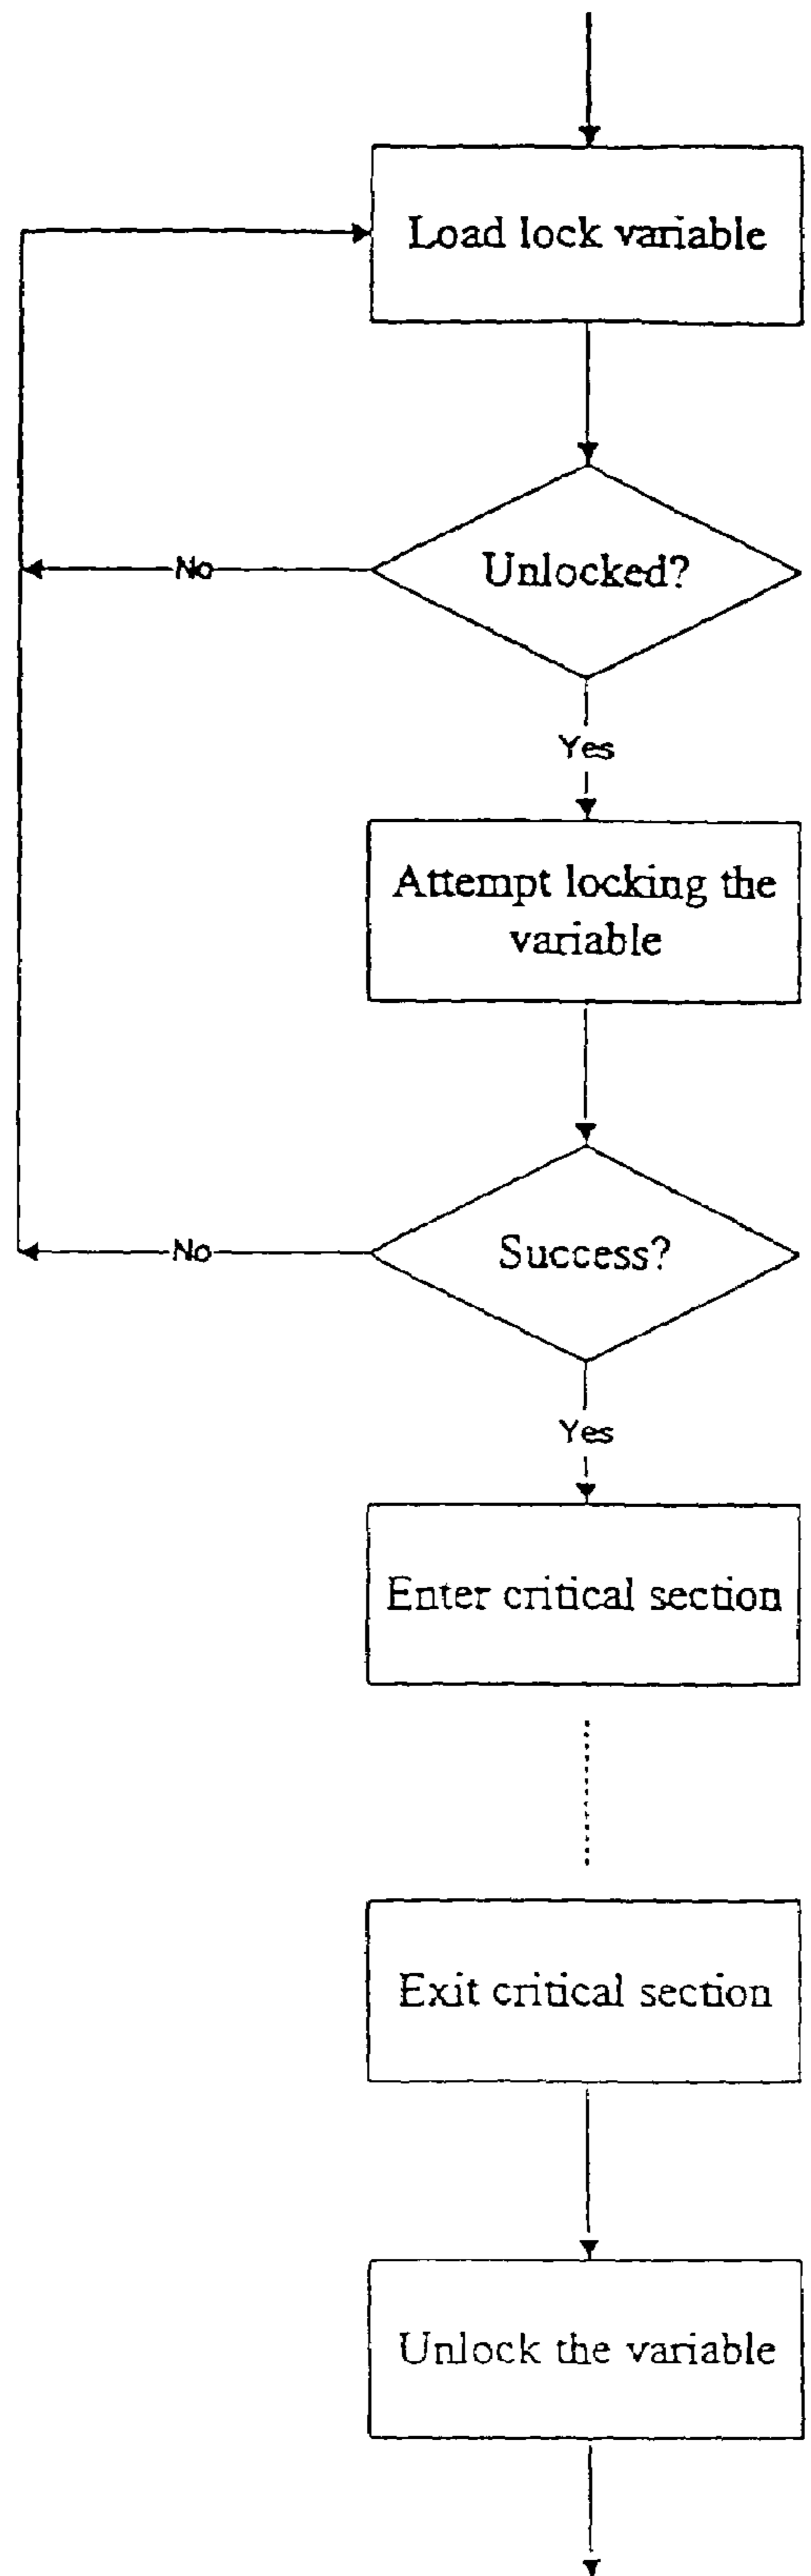 Load lock variable
Unlocked?
No
Yes
Attempt locking the
variable
Success?
No
Yes
Enter critical section
Exit critical section
Unlock the variable